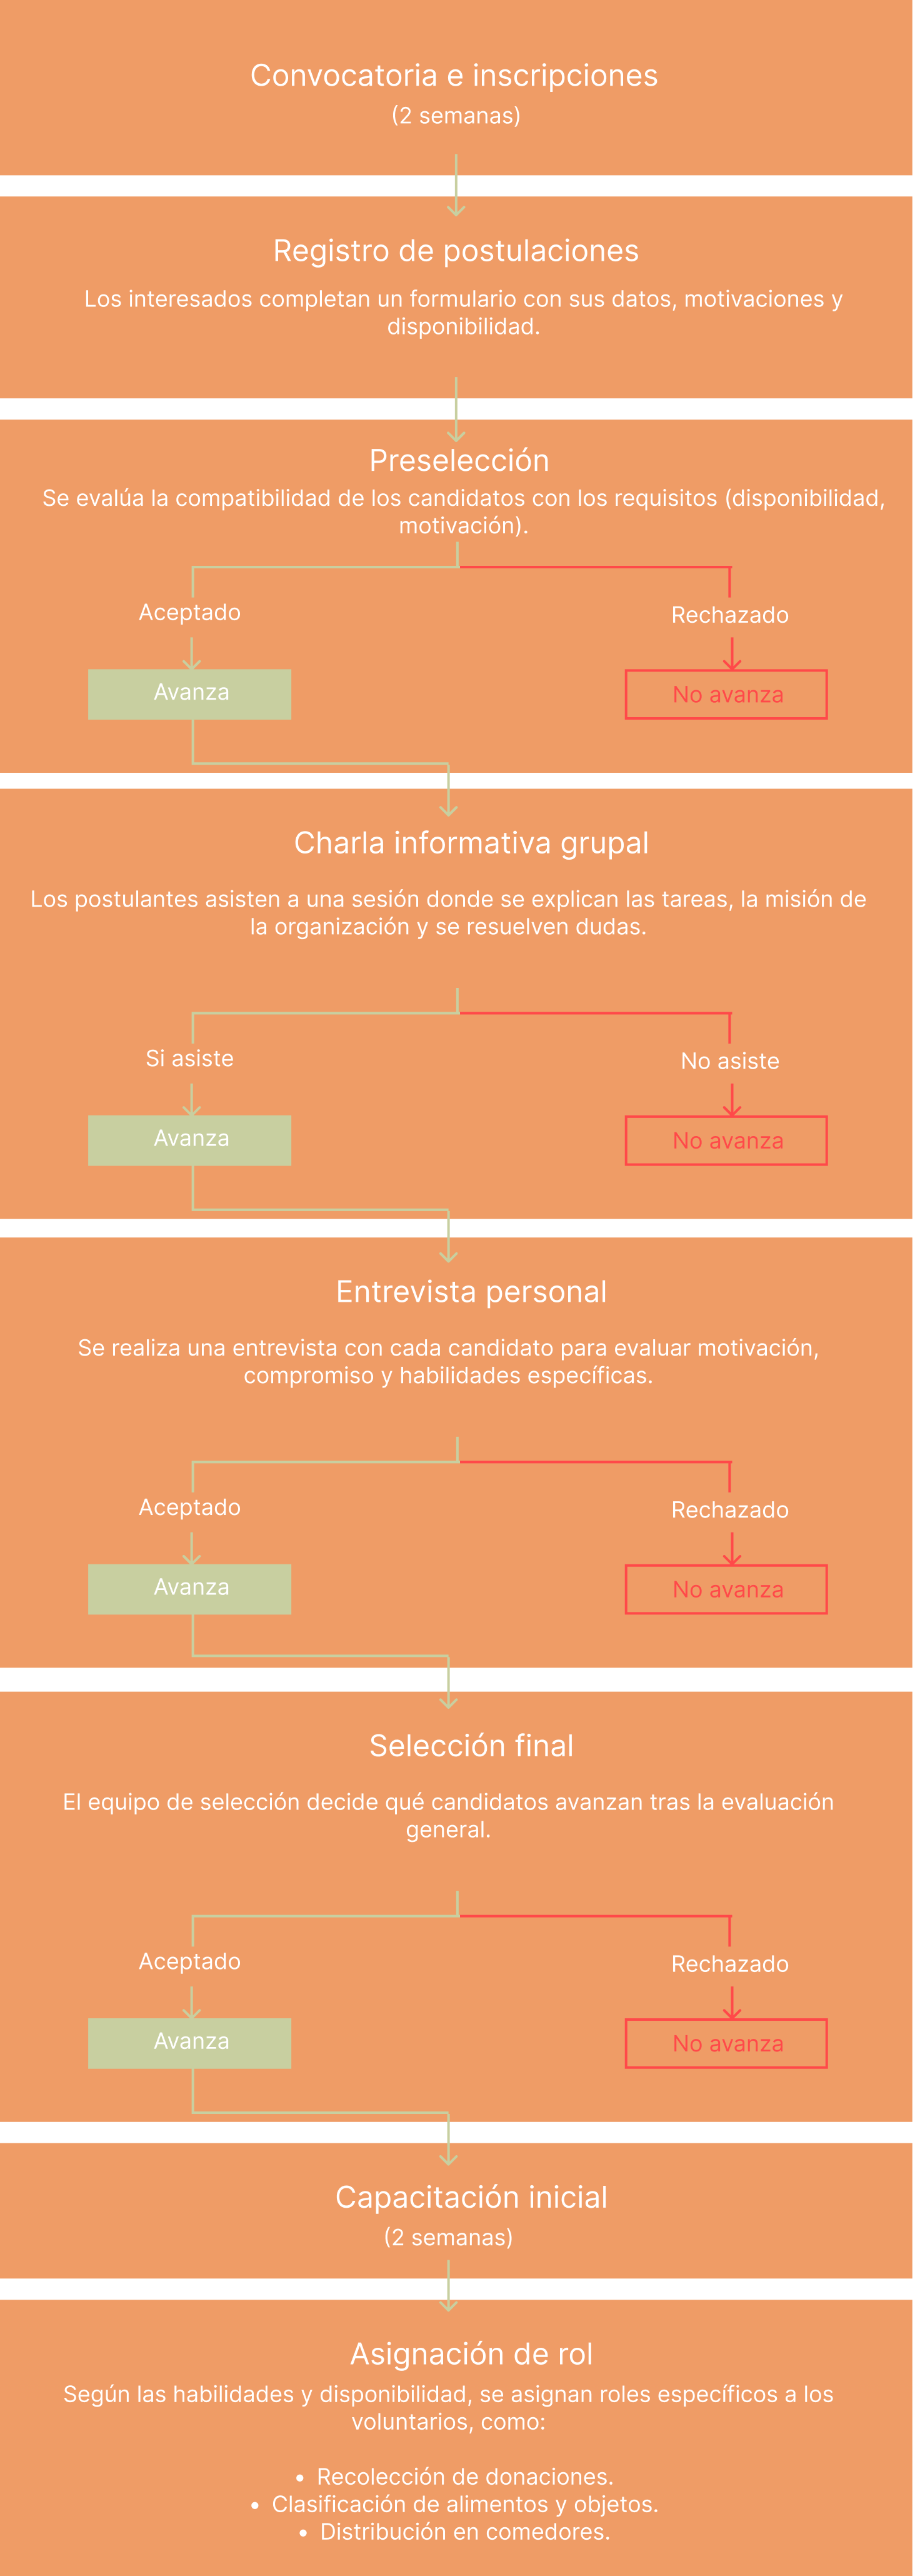 Convocatoria e inscripciones
(2 semanas)
Registro de postulaciones
Los interesados completan un formulario con sus datos, motivaciones y
disponibilidad.
Preselección
Se evalúa la compatibilidad de los candidatos con los requisitos (disponibilidad,
motivación).
Aceptado
Rechazado
Avanza
No avanza
Charla informativa grupal
Los postulantes asisten a una sesión donde se explican las tareas, la misión de
la organización y se resuelven dudas.
Si asiste
No asiste
Avanza
No avanza
Entrevista personal
Se realiza una entrevista con cada candidato para evaluar motivación,
compromiso y habilidades específicas.
Aceptado
Rechazado
Avanza
No avanza
Selección final
El equipo de selección decide qué candidatos avanzan tras la evaluación
general.
Aceptado
Rechazado
Avanza
No avanza
Capacitación inicial
(2 semanas)
Asignación de rol
Según las habilidades y disponibilidad, se asignan roles específicos a los
voluntarios, como:
• Recolección de donaciones.
• Clasificación de alimentos y objetos.
• Distribución en comedores.